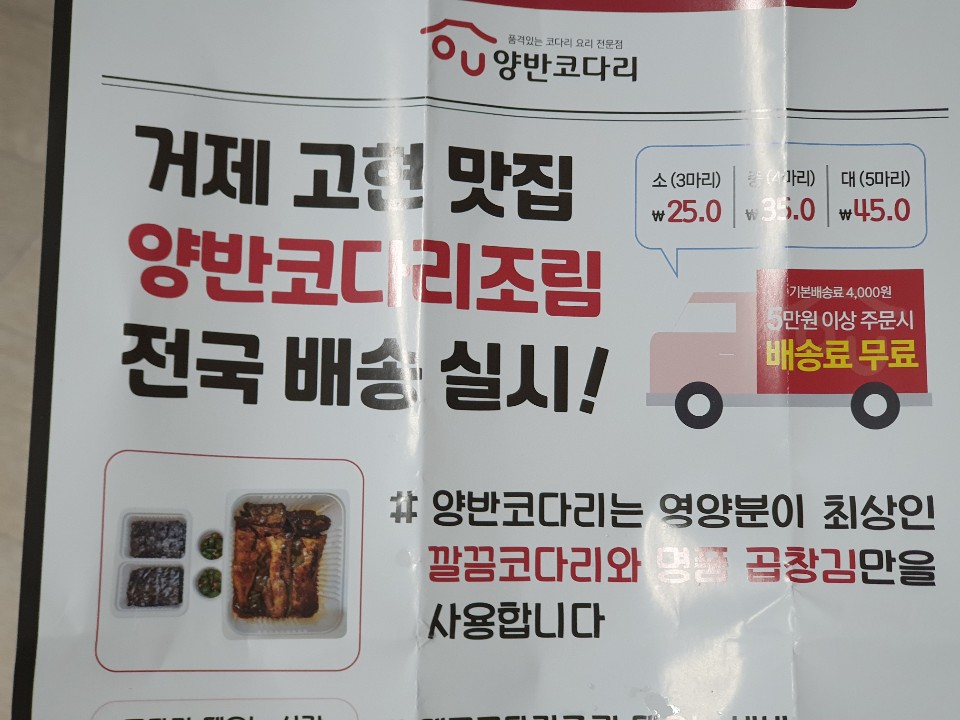 품격있는 코다리 요리 전문점
양반코다리
거제 고현 맛집
양반코다리조림
전국 배송 실시!
소 (3마리) 중 (4마리) 대 (5마리)
₩25.0 ₩35.0 ₩45.0
기본배송료 4,000원
5만원 이상 주문시
배송료 무료
# 양반코다리는 영양분이 최상인
깔끔코다리와 명품 곱창김만을
사용합니다